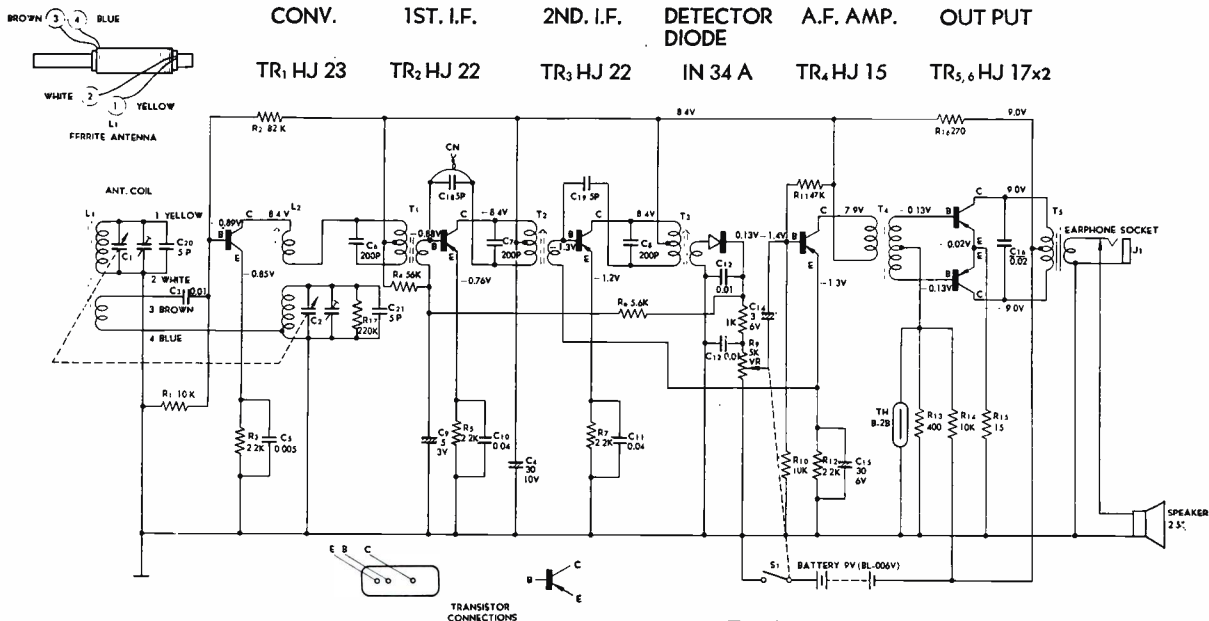 CONV. 1ST. I.F. 2ND. I.F. DETECTOR DIODE A.F. AMP. OUT PUT
TR1 HJ 23 TR2 HJ 22 TR3 HJ 22 IN 34 A TR4 HJ 15 TR5,6 HJ 17x2
BROWN 3 4 BLUE
WHITE 2 1 YELLOW
L1
FERRITE ANTENNA
R2 82 K
8.4V
R16 270
9.0V
CN
C18 5P
C19 5P
R11 47K
ANT. COIL
L1
1 YELLOW
C1
C20
5 P
2 WHITE
0.01
3 BROWN
4 BLUE
0.89V
B
C
E
8.4 V
L2
-0.85V
C6
200P
T1
-0.88V
B
C
E
-8.4V
-0.76V
C7
200P
T2
-1.3V
B
C
E
-8.4V
-1.2V
C8
200P
T3
0.13V
-1.4V
B
C
E
7.9V
-1.3V
T4
-0.13V
B
C
E
9.0V
-0.02V
-0.13V
B
E
C
-9.0V
C16
0.02
T5
EARPHONE SOCKET
J1
R4 56K
C2
R17
220K
C21
5 P
5.6K
C12
0.01
1K
C14
3
6V
C13 0.01
R9
5K
VR
R1 10 K
R3
2.2K
C5
0.005
C9
5
3V
R5
2.2K
C10
0.04
C4
30
10V
R7
2.2K
C11
0.04
R10
10K
R12
2.2K
C15
30
6V
TH
B-2B
R13
400
R14
10K
R15
15
SPEAKER
2.5"
S1 BATTERY 9V (BL-006V)
E B C
TRANSISTOR
CONNECTIONS
B
C
E